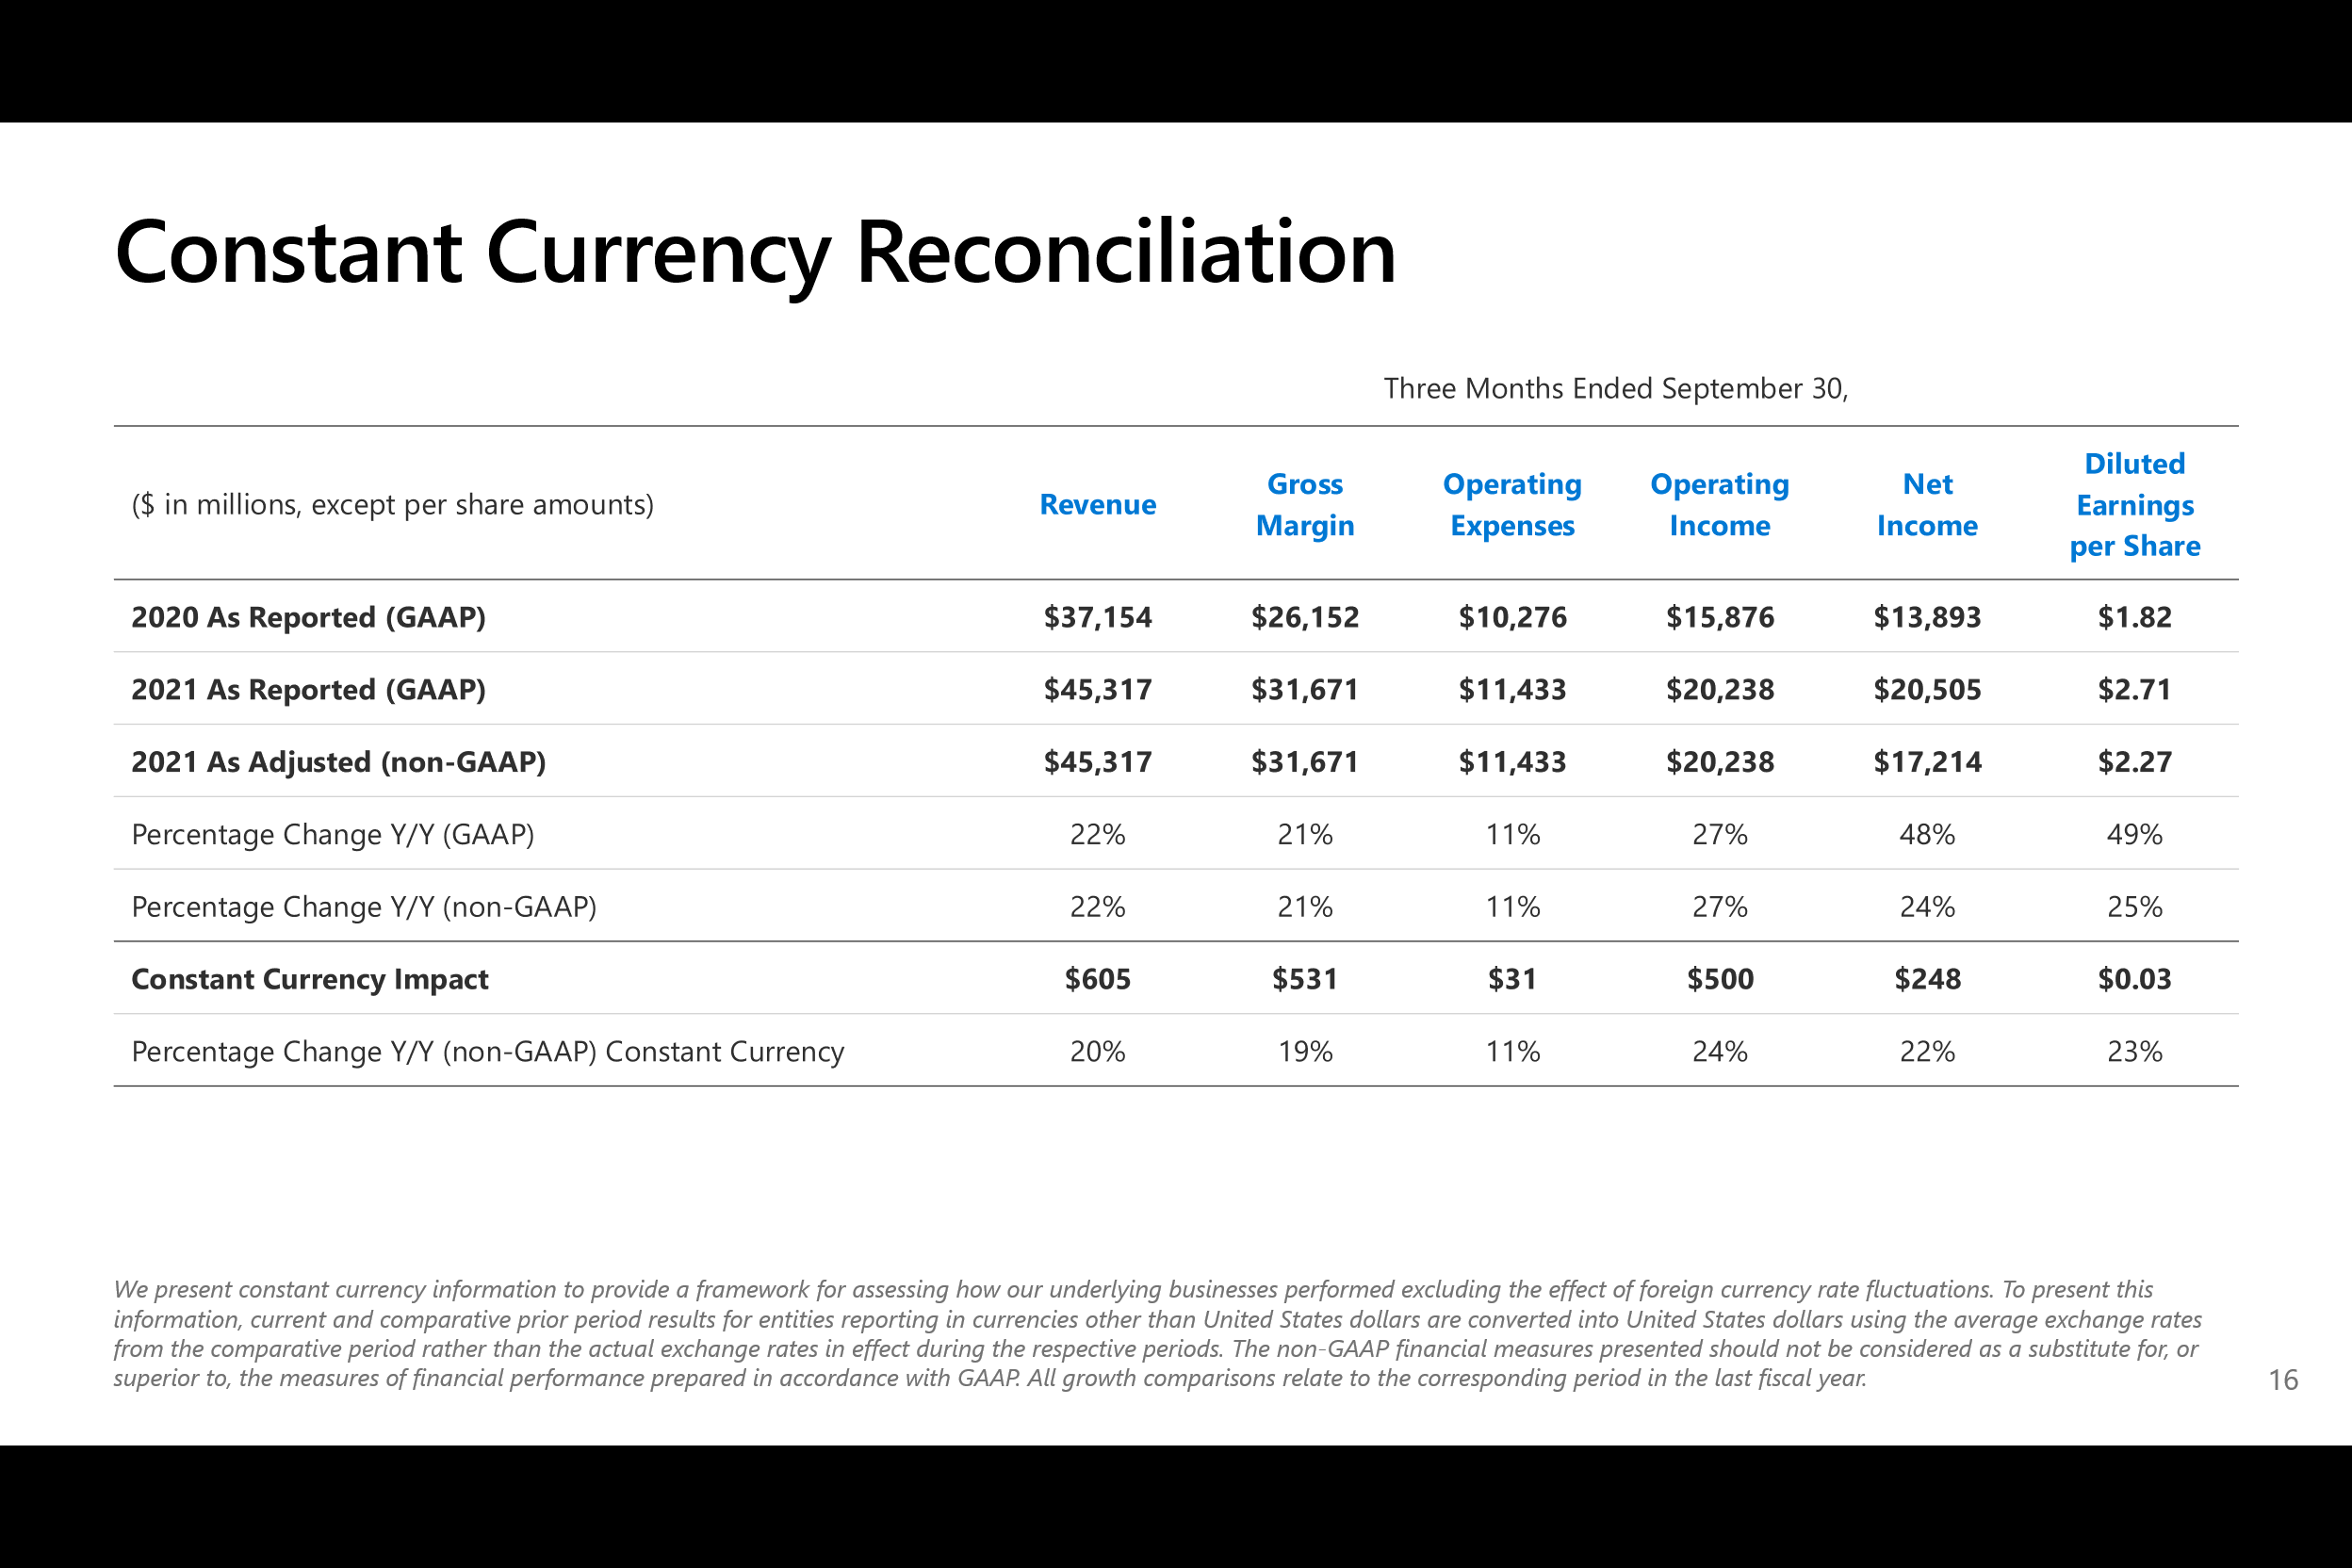 Constant Currency Reconciliation
Three Months Ended September 30,
($ in millions, except per share amounts) Revenue Gross Margin Operating Expenses Operating Income Net Income Diluted Earnings per Share
2020 As Reported (GAAP) $37,154 $26,152 $10,276 $15,876 $13,893 $1.82
2021 As Reported (GAAP) $45,317 $31,671 $11,433 $20,238 $20,505 $2.71
2021 As Adjusted (non-GAAP) $45,317 $31,671 $11,433 $20,238 $17,214 $2.27
Percentage Change Y/Y (GAAP) 22% 21% 11% 27% 48% 49%
Percentage Change Y/Y (non-GAAP) 22% 21% 11% 27% 24% 25%
Constant Currency Impact $605 $531 $31 $500 $248 $0.03
Percentage Change Y/Y (non-GAAP) Constant Currency 20% 19% 11% 24% 22% 23%
We present constant currency information to provide a framework for assessing how our underlying businesses performed excluding the effect of foreign currency rate fluctuations. To present this
information, current and comparative prior period results for entities reporting in currencies other than United States dollars are converted into United States dollars using the average exchange rates
from the comparative period rather than the actual exchange rates in effect during the respective periods. The non-GAAP financial measures presented should not be considered as a substitute for, or
superior to, the measures of financial performance prepared in accordance with GAAP. All growth comparisons relate to the corresponding period in the last fiscal year.
16